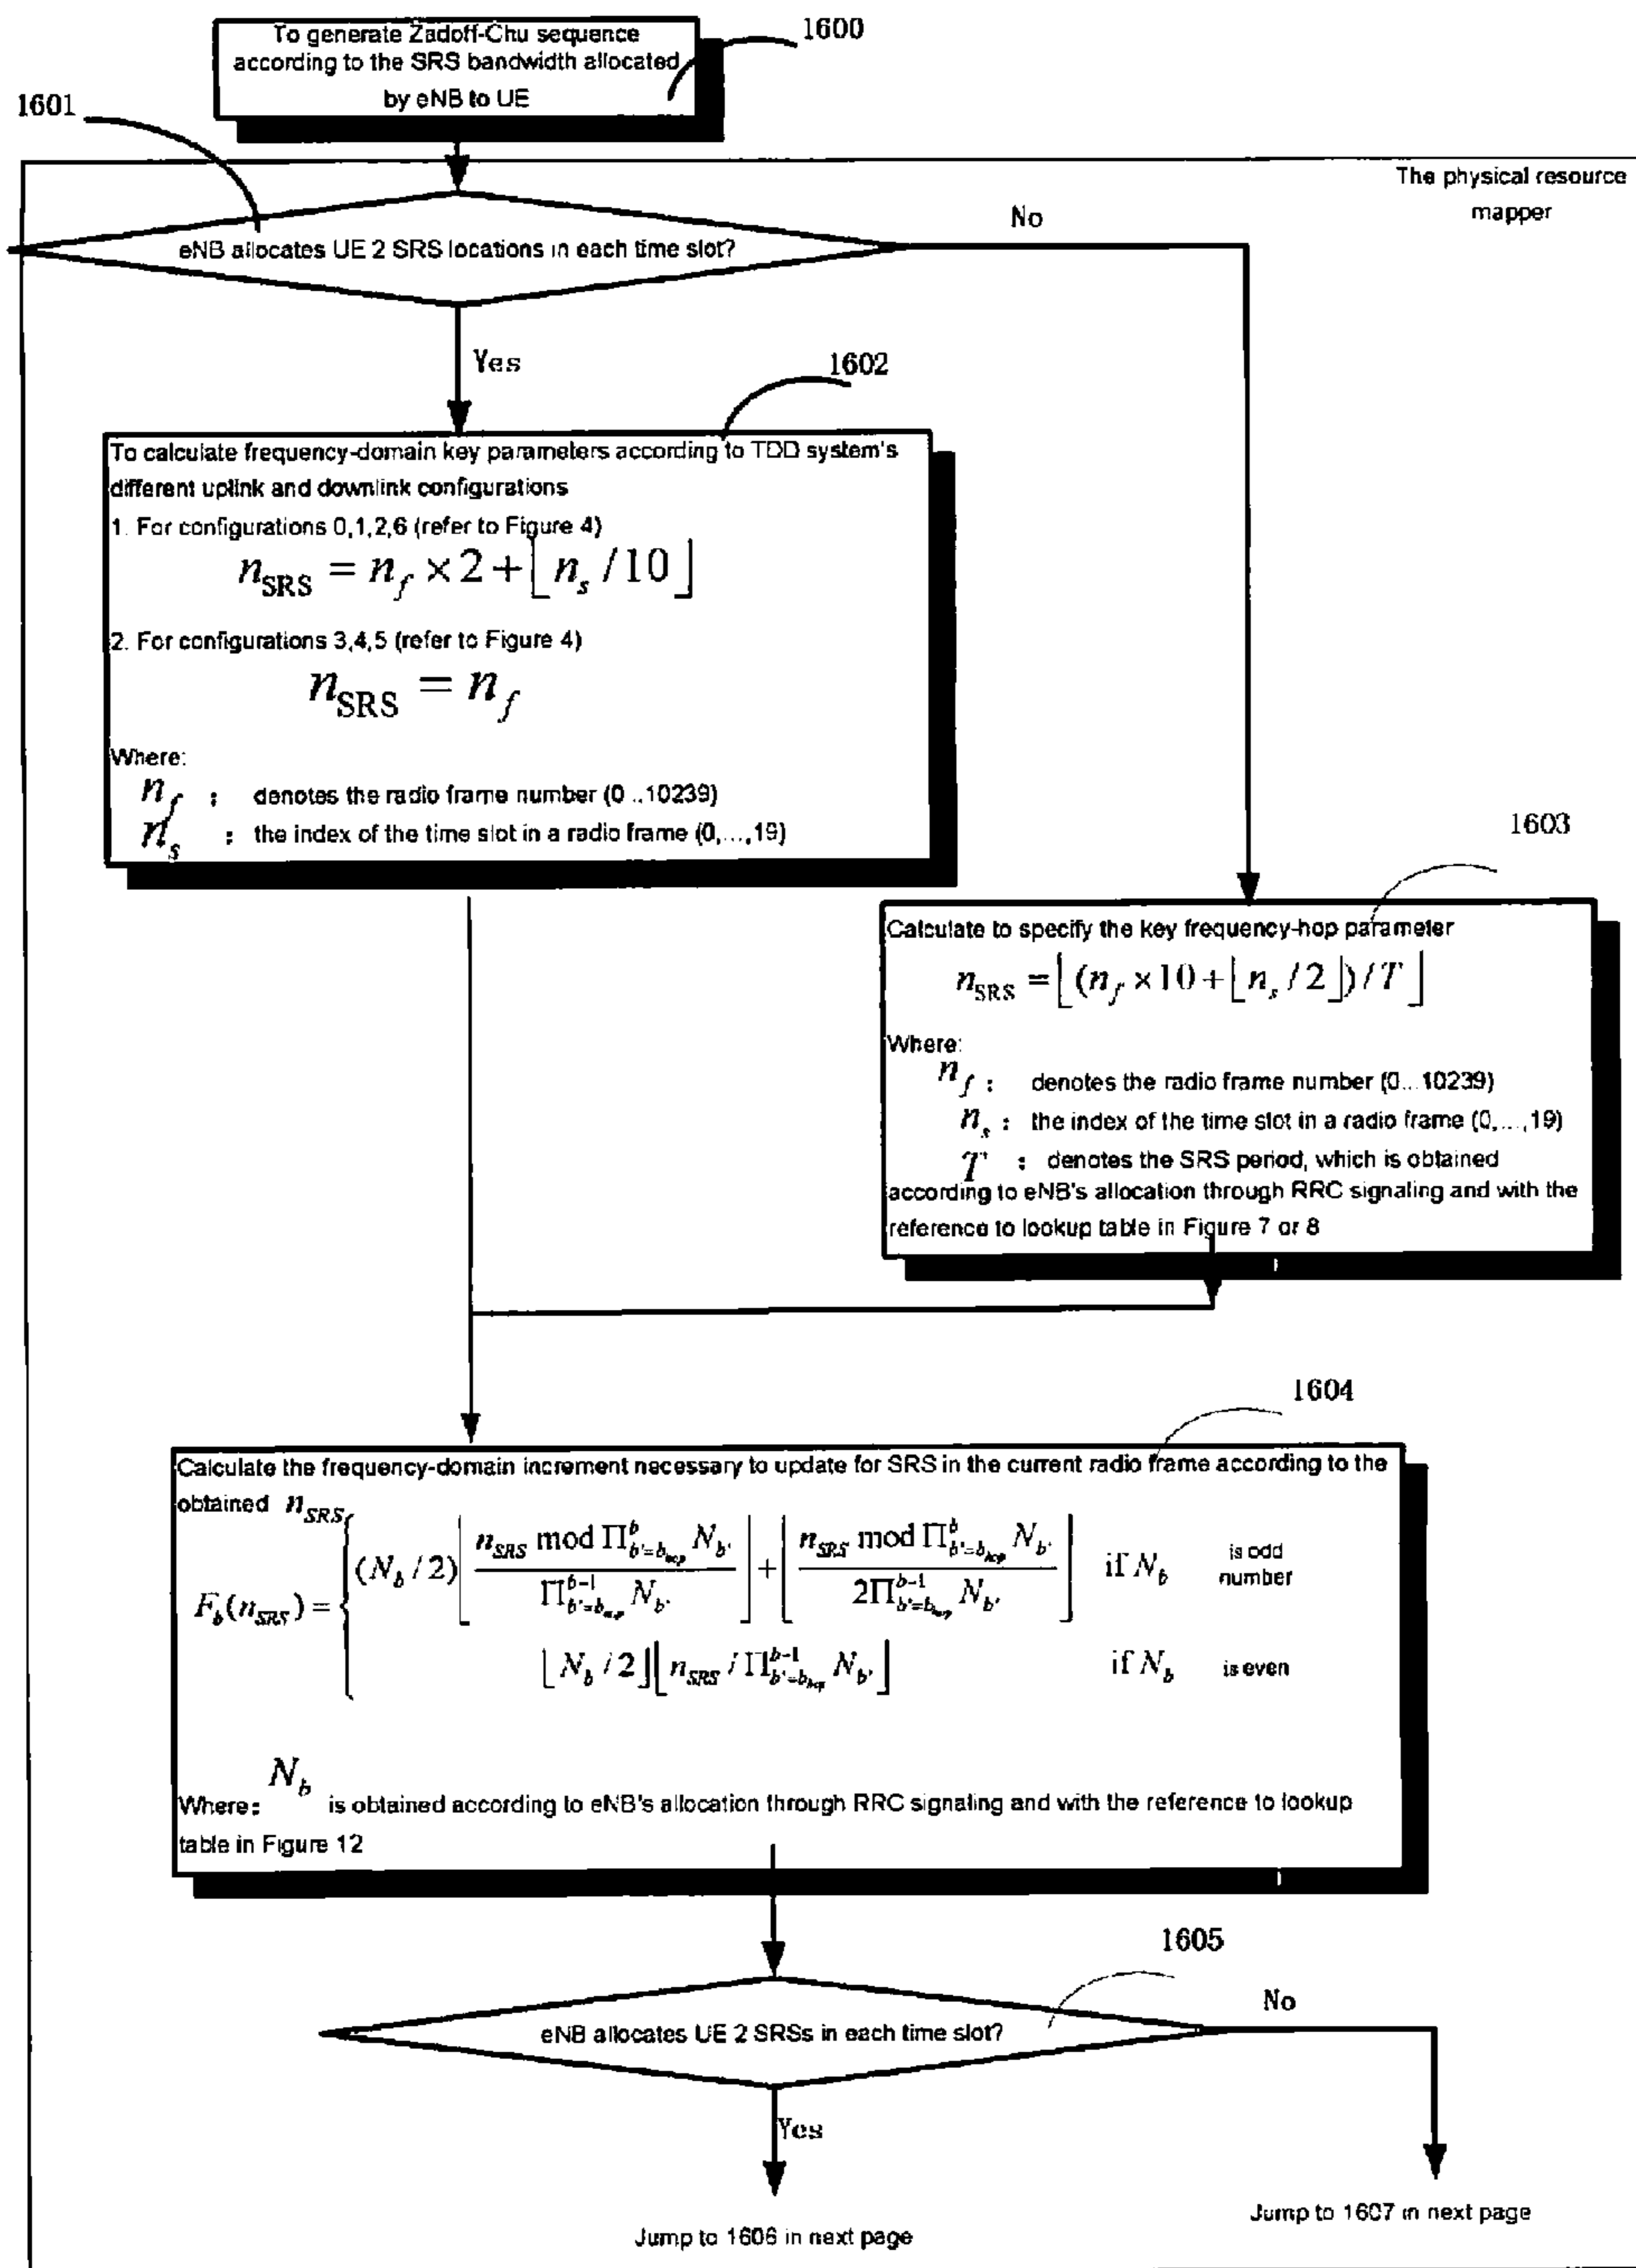 To generate Zadoff-Chu sequence
according to the SRS bandwidth allocated
by eNB to UE
1600
1601
The physical resource
mapper
eNB allocates UE 2 SRS locations in each time slot?
No
Yes
1602
To calculate frequency-domain key parameters according to TDD system's
different uplink and downlink configurations
1. For configurations 0,1,2,6 (refer to Figure 4)
n_SRS = n_f × 2 + ⌊ n_s / 10 ⌋
2. For configurations 3,4,5 (refer to Figure 4)
n_SRS = n_f
Where:
n_f : denotes the radio frame number (0 ...10239)
n_s : the index of the time slot in a radio frame (0,...,19)
1603
Calculate to specify the key frequency-hop parameter
n_SRS = ⌊ (n_f × 10 + ⌊ n_s / 2 ⌋) / T ⌋
Where:
n_f : denotes the radio frame number (0...10239)
n_s : the index of the time slot in a radio frame (0,...,19)
T : denotes the SRS period, which is obtained
according to eNB's allocation through RRC signaling and with the
reference to lookup table in Figure 7 or 8
1604
Calculate the frequency-domain increment necessary to update for SRS in the current radio frame according to the
obtained n_SRS
F_b(n_SRS) = { (N_b / 2) ⌊ (n_SRS mod Π_{b'=b_hop}^{b} N_b') / (Π_{b'=b_hop}^{b-1} N_b') ⌋ + ⌊ (n_SRS mod Π_{b'=b_hop}^{b} N_b') / (2Π_{b'=b_hop}^{b-1} N_b') ⌋ if N_b is odd number
⌊ N_b / 2 ⌋ ⌊ n_SRS / Π_{b'=b_hop}^{b-1} N_b' ⌋ if N_b is even
Where: N_b is obtained according to eNB's allocation through RRC signaling and with the reference to lookup
table in Figure 12
1605
eNB allocates UE 2 SRSs in each time slot?
No
Yes
Jump to 1606 in next page
Jump to 1607 in next page